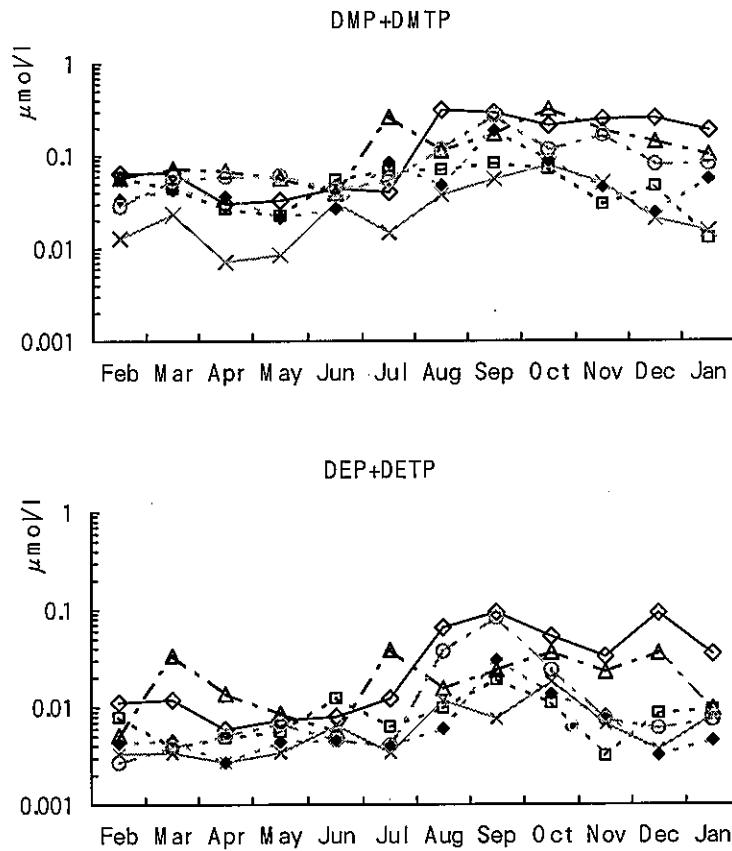 DMP+DMTP
μmol/l
1
0.1
0.01
0.001
Feb Mar Apr May Jun Jul Aug Sep Oct Nov Dec Jan
DEP+DETP
μmol/l
1
0.1
0.01
0.001
Feb Mar Apr May Jun Jul Aug Sep Oct Nov Dec Jan